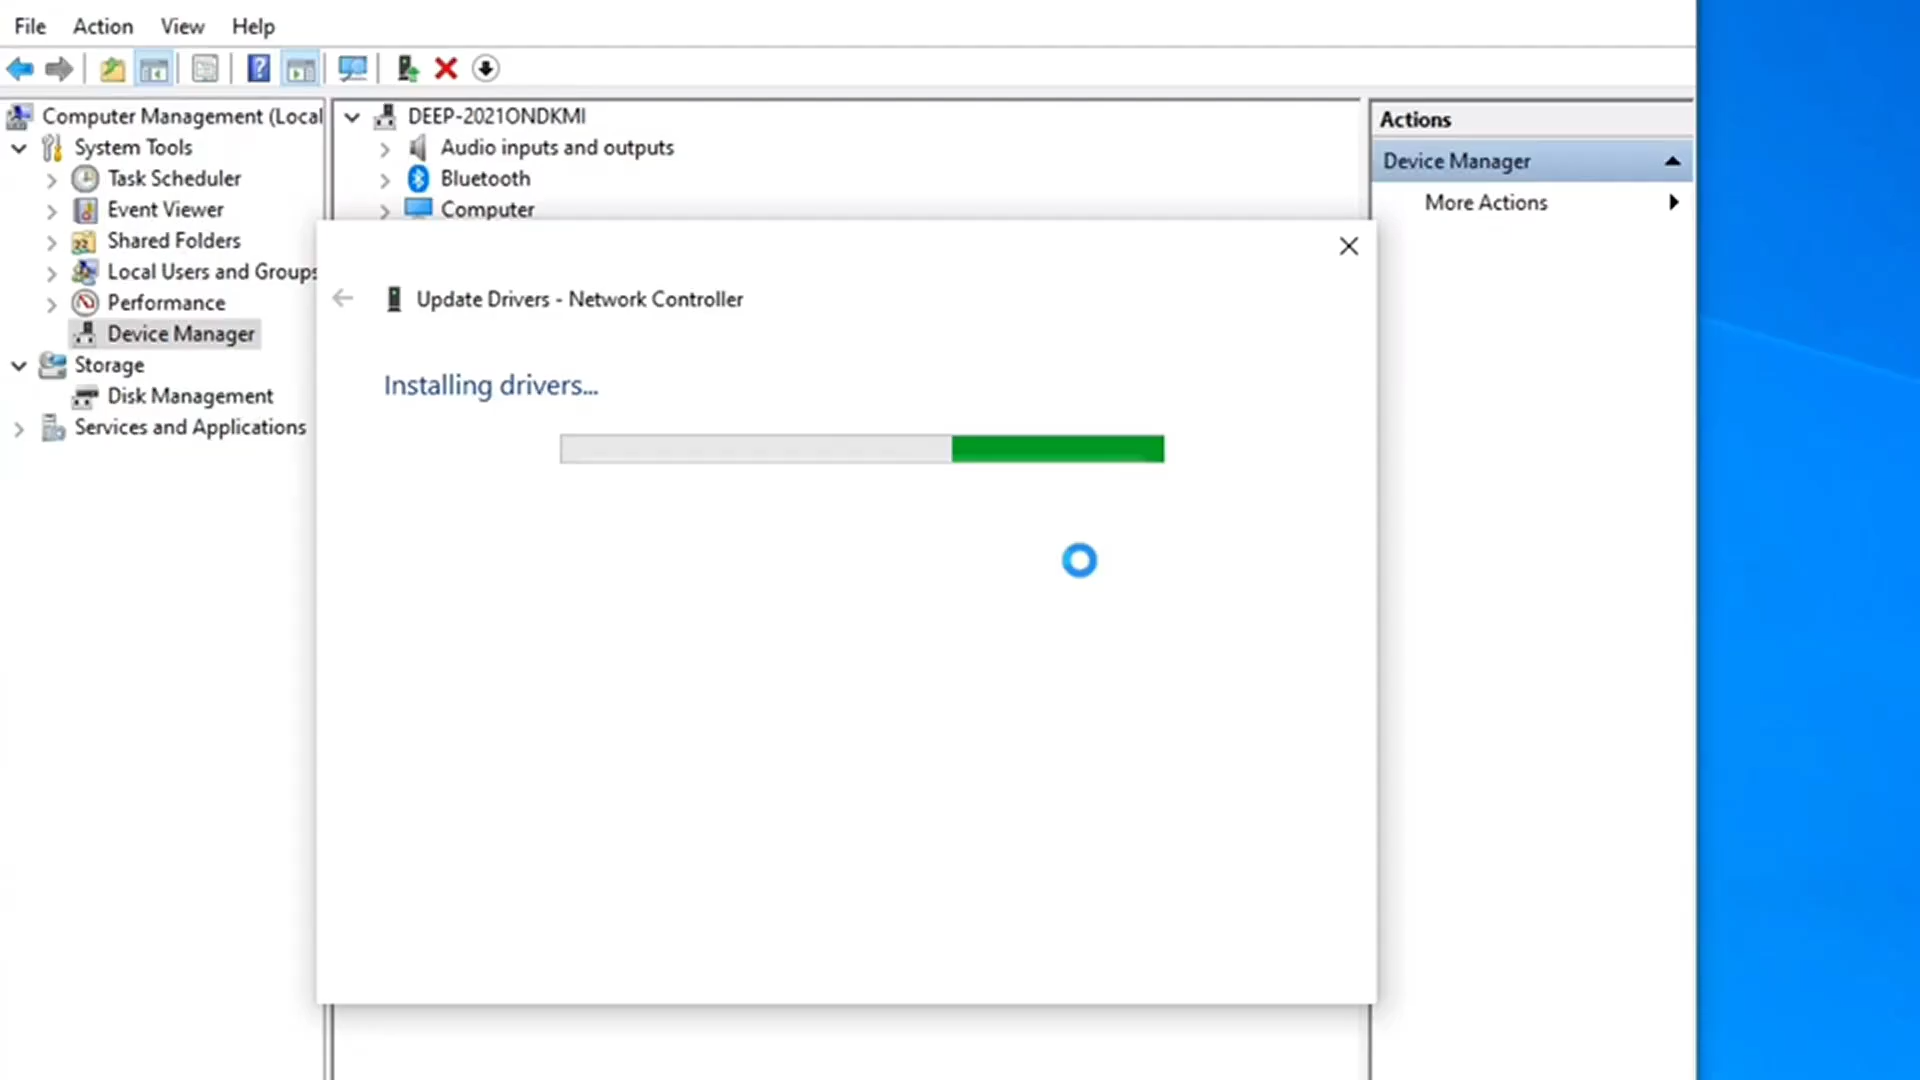 File Action View Help
Computer Management (Local
System Tools
Task Scheduler
Event Viewer
Shared Folders
Local Users and Groups
Performance
Device Manager
Storage
Disk Management
Services and Applications
DEEP-2021ONDKMI
Audio inputs and outputs
Bluetooth
Computer
Update Drivers - Network Controller
Installing drivers...
Actions
Device Manager
More Actions